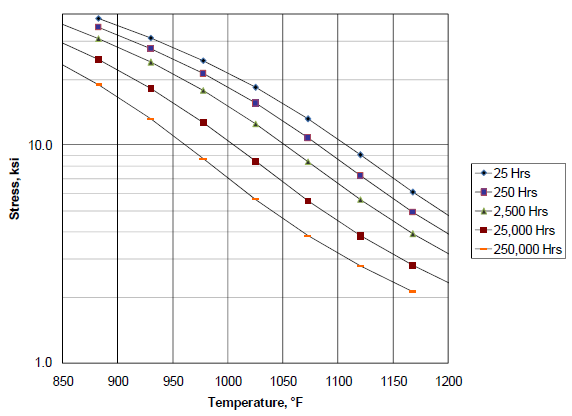 10.0
1.0
Stress, ksi
850 900 950 1000 1050 1100 1150 1200
Temperature, °F
25 Hrs
250 Hrs
2,500 Hrs
25,000 Hrs
250,000 Hrs